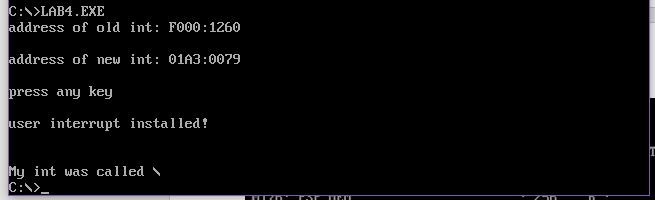 C:\>LAB4.EXE
address of old int: F000:1260
address of new int: 01A3:0079
press any key
user interrupt installed!
My int was called \
C:\>_